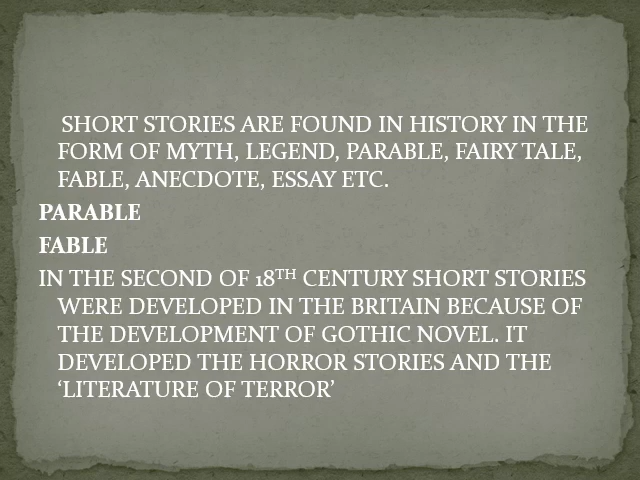 SHORT STORIES ARE FOUND IN HISTORY IN THE
FORM OF MYTH, LEGEND, PARABLE, FAIRY TALE,
FABLE, ANECDOTE, ESSAY ETC.
PARABLE
FABLE
IN THE SECOND OF 18TH CENTURY SHORT STORIES
WERE DEVELOPED IN THE BRITAIN BECAUSE OF
THE DEVELOPMENT OF GOTHIC NOVEL. IT
DEVELOPED THE HORROR STORIES AND THE
‘LITERATURE OF TERROR’